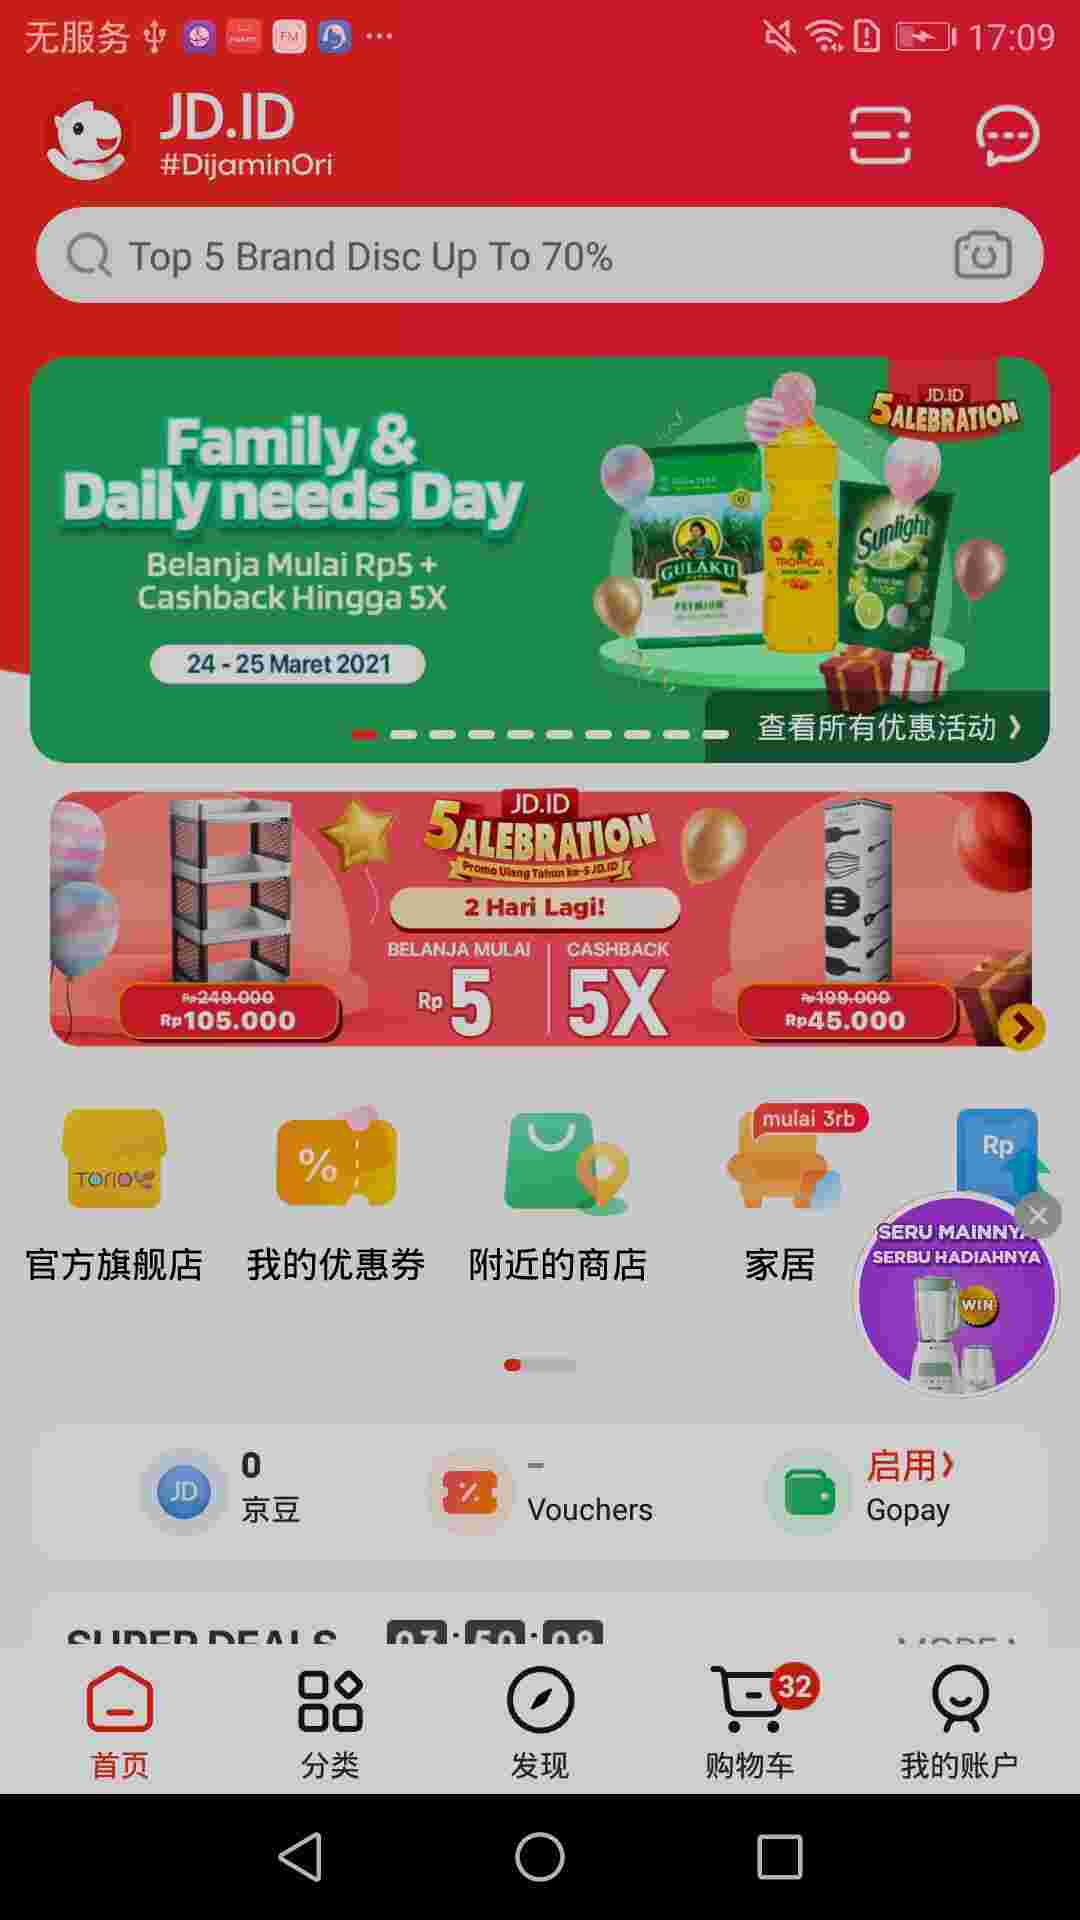 无服务 17:09
JD.ID
#DijaminOri
Top 5 Brand Disc Up To 70%
JD.ID
5ALEBRATION
Family &
Daily needs Day
Belanja Mulai Rp5 +
Cashback Hingga 5X
24 - 25 Maret 2021
GULAKU
PREMIUM
TROPICAL
Sunlight
查看所有优惠活动 》
JD.ID
5ALEBRATION
Promo Ulang Tahun ke-5 JD.ID
2 Hari Lagi!
BELANJA MULAI
CASHBACK
Rp 5
5X
Rp249.000
Rp105.000
Rp199.000
Rp45.000
TORIO
%
mulai 3rb
Rp
官方旗舰店
我的优惠券
附近的商店
家居
SERU MAINNYA
SERBU HADIAHNYA
WIN
JD
0
京豆
-
Vouchers
启用》
Gopay
SUPER DEALS 03:50:08 MORE
32
首页
分类
发现
购物车
我的账户